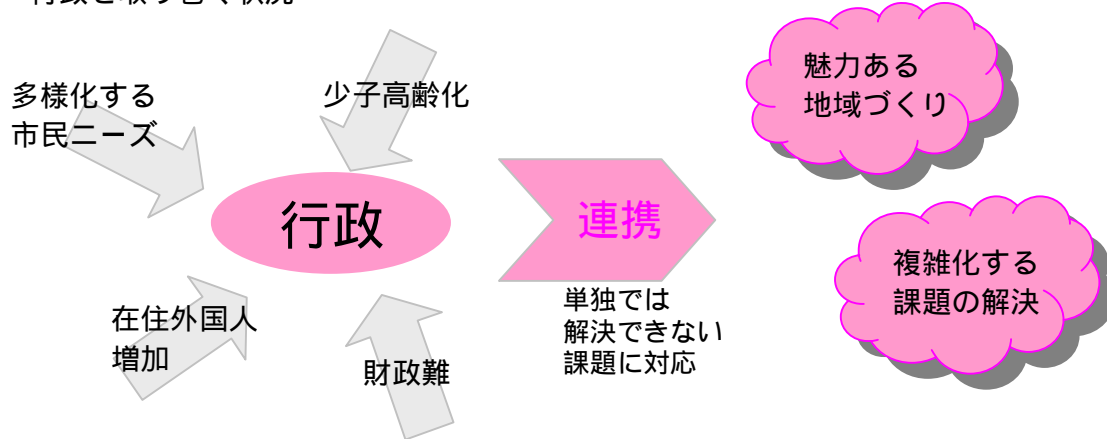 多様化する
市民ニーズ
少子高齢化
行政
在住外国人
増加
財政難
連携
単独では
解決できない
課題に対応
魅力ある
地域づくり
複雑化する
課題の解決